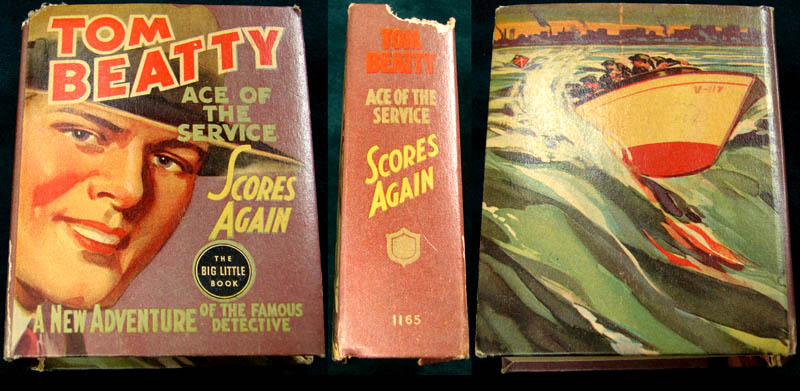 TOM
BEATTY
ACE OF
THE
SERVICE
SCORES
AGAIN
THE
BIG LITTLE
BOOK
A NEW ADVENTURE OF THE FAMOUS
DETECTIVE
TOM
BEATTY
ACE OF THE
SERVICE
SCORES
AGAIN
1165
V-117